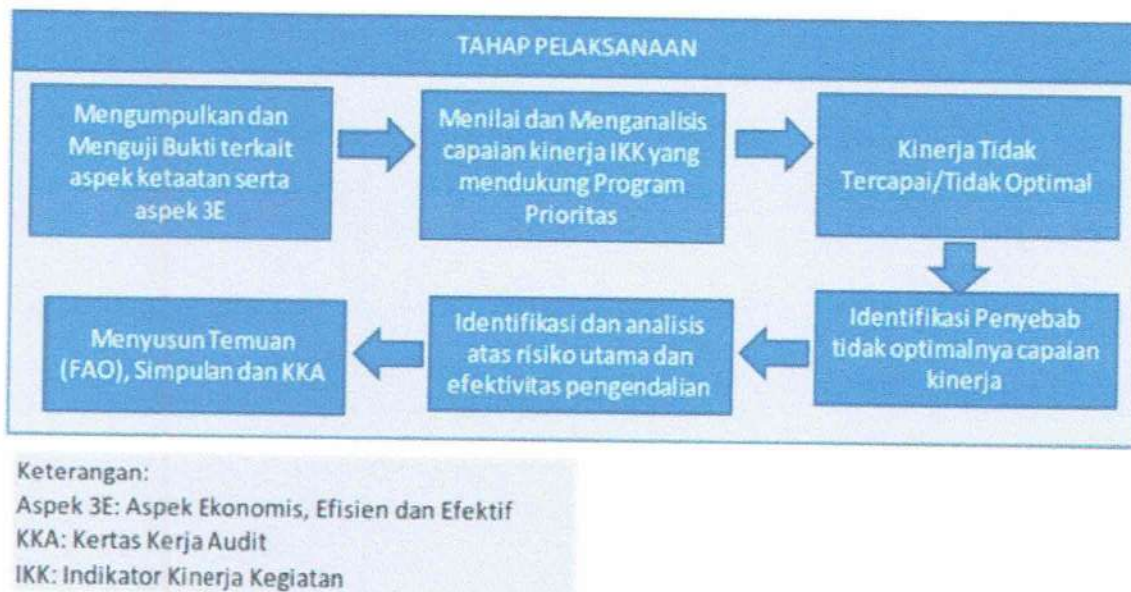 TAHAP PELAKSANAAN
Mengumpulkan dan
Menguji Bukti terkait
aspek ketaatan serta
aspek 3E
Menilai dan Menganalisis
capaian kinerja IKK yang
mendukung Program
Prioritas
Kinerja Tidak
Tercapai/Tidak Optimal
Identifikasi Penyebab
tidak optimalnya capaian
kinerja
Identifikasi dan analisis
atas risiko utama dan
efektivitas pengendalian
Menyusun Temuan
(FAO), Simpulan dan KKA
Keterangan:
Aspek 3E: Aspek Ekonomis, Efisien dan Efektif
KKA: Kertas Kerja Audit
IKK: Indikator Kinerja Kegiatan